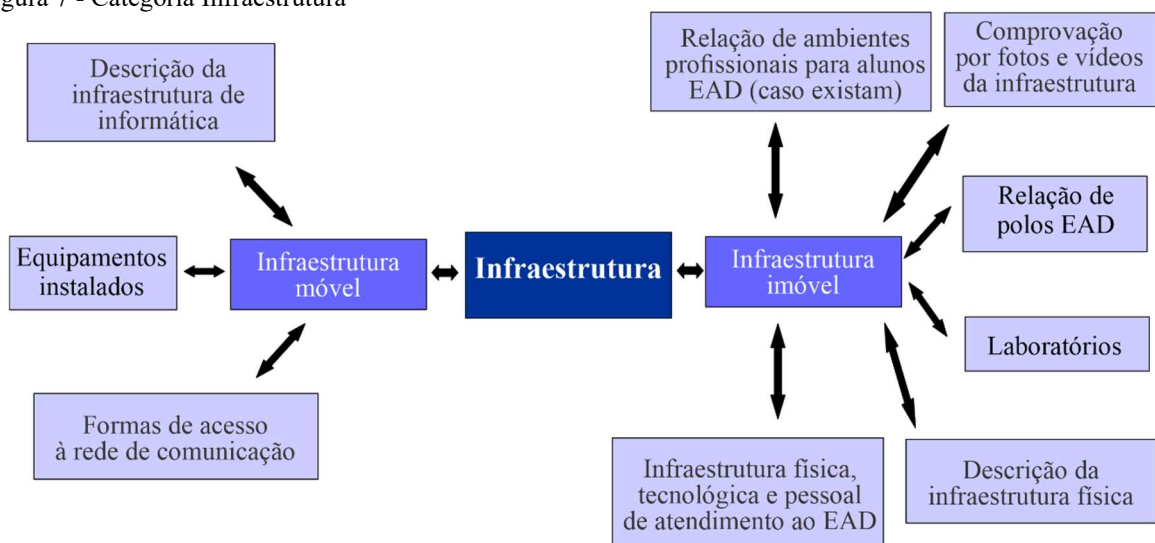 gura 7 - Categoria Infraestrutura
Descrição da
infraestrutura de
informática
Relação de ambientes
profissionais para alunos
EAD (caso existam)
Comprovação
por fotos e vídeos
da infraestrutura
Relação de
polos EAD
Equipamentos
instalados
Infraestrutura
móvel
Infraestrutura
Infraestrutura
imóvel
Laboratórios
Formas de acesso
à rede de comunicação
Infraestrutura física,
tecnológica e pessoal
de atendimento ao EAD
Descrição da
infraestrutura física